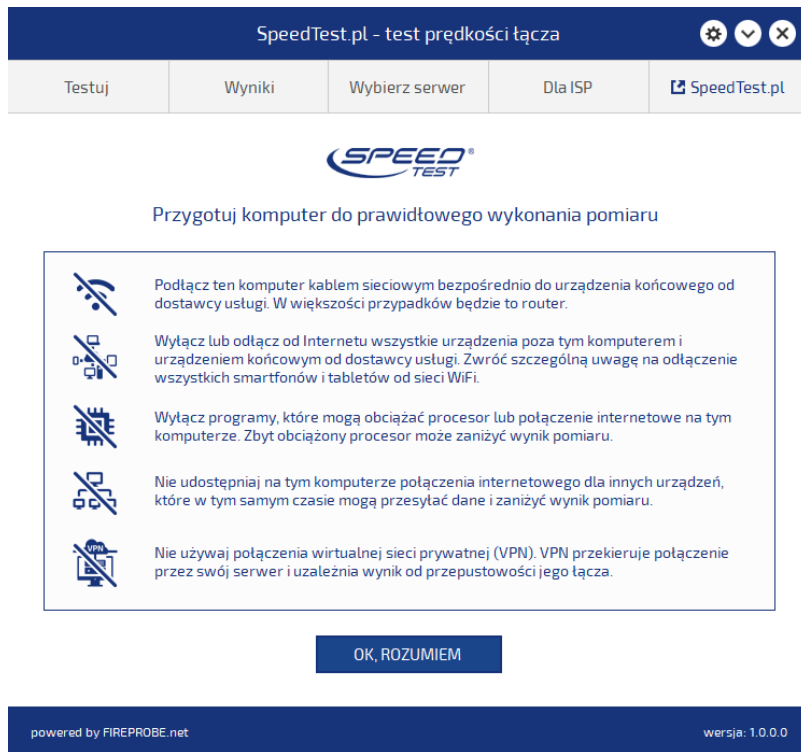 SpeedTest.pl - test prędkości łącza
Testuj
Wyniki
Wybierz serwer
Dla ISP
SpeedTest.pl
SPEED®
TEST
Przygotuj komputer do prawidłowego wykonania pomiaru
Podłącz ten komputer kablem sieciowym bezpośrednio do urządzenia końcowego od
dostawcy usługi. W większości przypadków będzie to router.
Wyłącz lub odłącz od Internetu wszystkie urządzenia poza tym komputerem i
urządzeniem końcowym od dostawcy usługi. Zwróć szczególną uwagę na odłączenie
wszystkich smartfonów i tabletów od sieci WiFi.
Wyłącz programy, które mogą obciążać procesor lub połączenie internetowe na tym
komputerze. Zbyt obciążony procesor może zaniżyć wynik pomiaru.
Nie udostępniaj na tym komputerze połączenia internetowego dla innych urządzeń,
które w tym samym czasie mogą przesyłać dane i zaniżyć wynik pomiaru.
VPN
Nie używaj połączenia wirtualnej sieci prywatnej (VPN). VPN przekieruje połączenie
przez swój serwer i uzależnia wynik od przepustowości jego łącza.
OK, ROZUMIEM
powered by FIREPROBE.net
wersja: 1.0.0.0